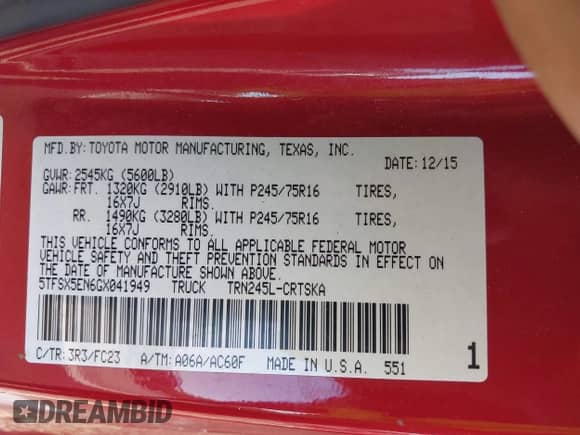 MFD.BY:TOYOTA MOTOR MANUFACTURING, TEXAS, INC.
DATE:12/15
GVWR:2545KG (5600LB)
GAWR:FRT. 1320KG (2910LB) WITH P245/75R16 TIRES,
16X7J RIMS.
RR. 1490KG (3280LB) WITH P245/75R16 TIRES,
16X7J RIMS.
THIS VEHICLE CONFORMS TO ALL APPLICABLE FEDERAL MOTOR
VEHICLE SAFETY AND THEFT PREVENTION STANDARDS IN EFFECT ON
THE DATE OF MANUFACTURE SHOWN ABOVE.
5TFSX5EN6GX041949 TRUCK TRN245L-CRTSKA
C/TR:3R3/FC23 A/TM:A06A/AC60F MADE IN U.S.A. 551 1
DREAMBID